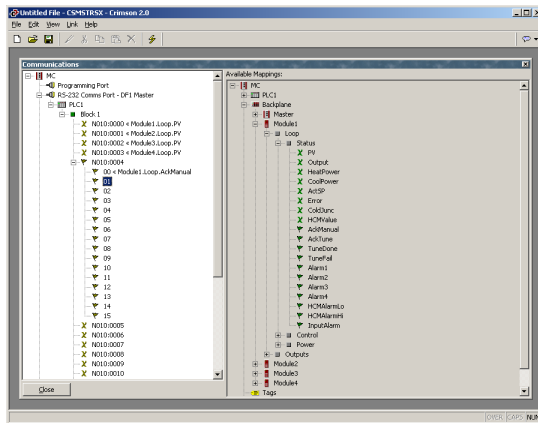 Untitled File - CSMSTRSX - Crimson 2.0
File Edit View Link Help
Communications
MC
Programming Port
RS-232 Comms Port - DF1 Master
PLC1
Block 1
N010:0000 « Module1.Loop.PV
N010:0001 « Module2.Loop.PV
N010:0002 « Module3.Loop.PV
N010:0003 « Module4.Loop.PV
N010:0004
00 « Module1.Loop.AckManual
01
02
03
04
05
06
07
08
09
10
11
12
13
14
15
N010:0005
N010:0006
N010:0007
N010:0008
N010:0009
N010:0010
Close
Available Mappings:
MC
PLC1
Backplane
Master
Module1
Loop
Status
PV
Output
HeatPower
CoolPower
ActSP
Error
ColdJunc
HCMValue
AckManual
AckTune
TuneDone
TuneFail
Alarm1
Alarm2
Alarm3
Alarm4
HCMAlarmLo
HCMAlarmHi
InputAlarm
Control
Power
Outputs
Module2
Module3
Module4
Tags
OVER CAPS NUM